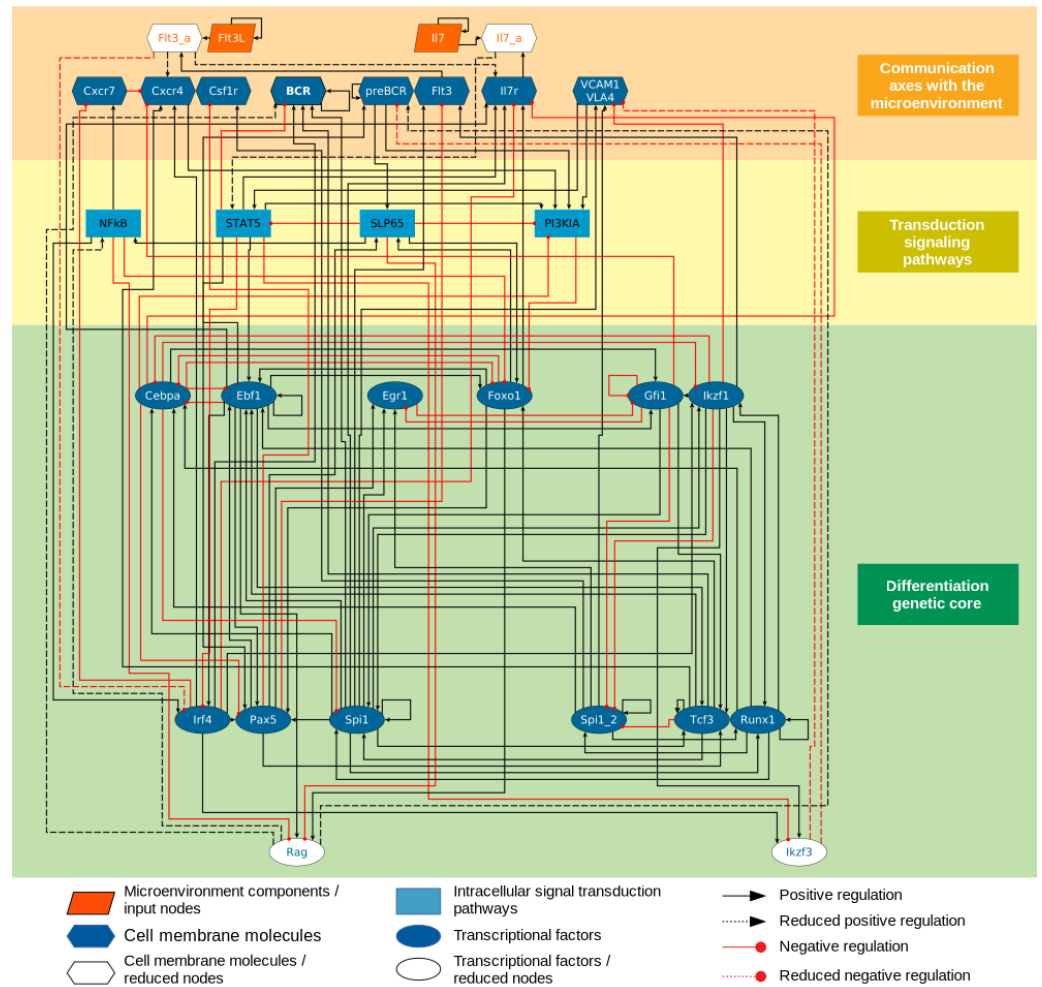 Flt3_a
Flt3L
Il7
Il7_a
Cxcr7
Cxcr4
Csf1r
BCR
preBCR
Flt3
Il7r
VCAM1
VLA4
Communication
axes with the
microenvironment
NFkB
STAT5
SLP65
PI3KIA
Transduction
signaling
pathways
Cebpa
Ebf1
Egr1
Foxo1
Gfi1
Ikzf1
Differentiation
genetic core
Irf4
Pax5
Spi1
Spi1_2
Tcf3
Runx1
Rag
Ikzf3
Microenvironment components /
input nodes
Cell membrane molecules
Cell membrane molecules /
reduced nodes
Intracellular signal transduction
pathways
Transcriptional factors
Transcriptional factors /
reduced nodes
Positive regulation
Reduced positive regulation
Negative regulation
Reduced negative regulation